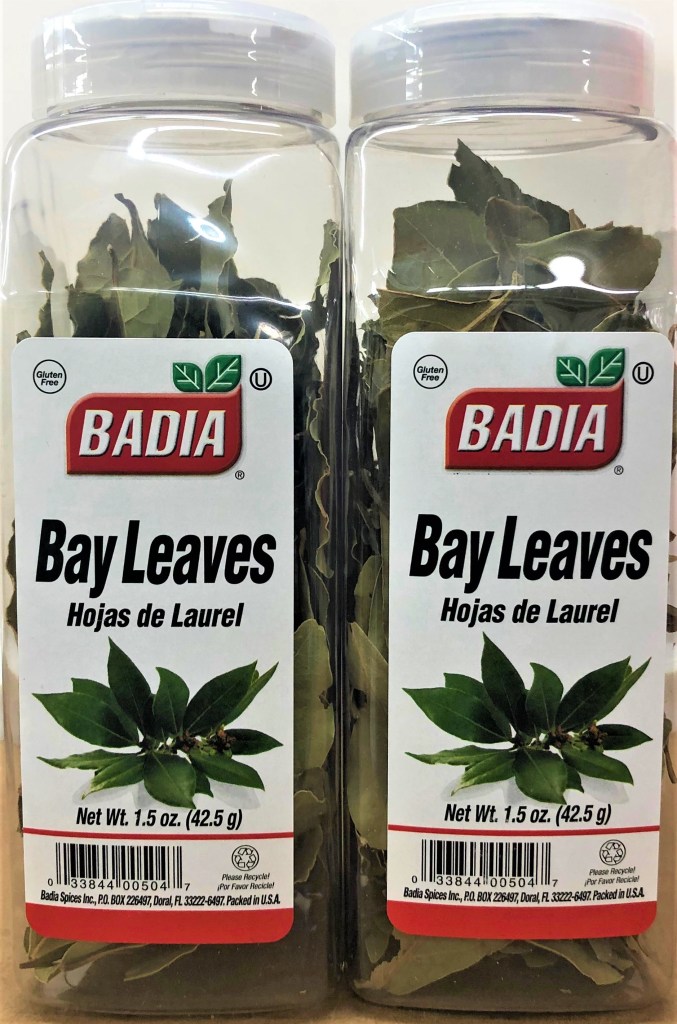 Gluten
Free
BADIA
U
®
Bay Leaves
Hojas de Laurel
Net Wt. 1.5 oz. (42.5 g)
0 33844 00504 7
Please Recycle!
¡Por Favor Recicle!
Badia Spices Inc., P.O. BOX 226497, Doral, FL 33222-6497. Packed in U.S.A.
Gluten
Free
BADIA
U
®
Bay Leaves
Hojas de Laurel
Net Wt. 1.5 oz. (42.5 g)
0 33844 00504 7
Please Recycle!
¡Por Favor Recicle!
Badia Spices Inc., P.O. BOX 226497, Doral, FL 33222-6497. Packed in U.S.A.